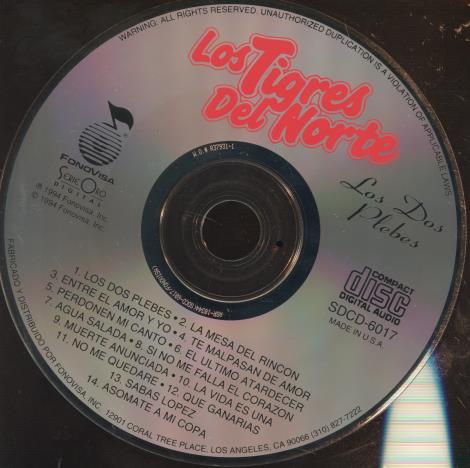 WARNING: ALL RIGHTS RESERVED. UNAUTHORIZED DUPLICATION IS A VIOLATION OF APPLICABLE LAWS
Los Tigres
Del Norte
Los Dos
Plebes
FONOVISA
SERIE ORO
DIGITAL
℗ 1994 Fonovisa, Inc.
© 1994 Fonovisa, Inc.
W.O.# 837931-1
COMPACT
disc
DIGITAL AUDIO
SDCD-6017
MADE IN U.S.A.
1. LOS DOS PLEBES • 2. LA MESA DEL RINCON
3. ENTRE EL AMOR Y YO • 4. TE MALPASAN DE AMOR
5. PERDONEN MI CANTO • 6. EL ULTIMO ATARDECER
7. AGUA SALADA • 8. SI NO ME FALLA EL CORAZON
9. MUERTE ANUNCIADA • 10. LA VIDA ES UNA
11. NO ME QUEDARE • 12. QUE GANARIAS
13. SABAS LOPEZ
14. ASOMATE A MI COPA
FABRICADO Y DISTRIBUIDO POR FONOVISA, INC. 12901 CORAL TREE PLACE. LOS ANGELES, CA 90066 (310) 827-7222